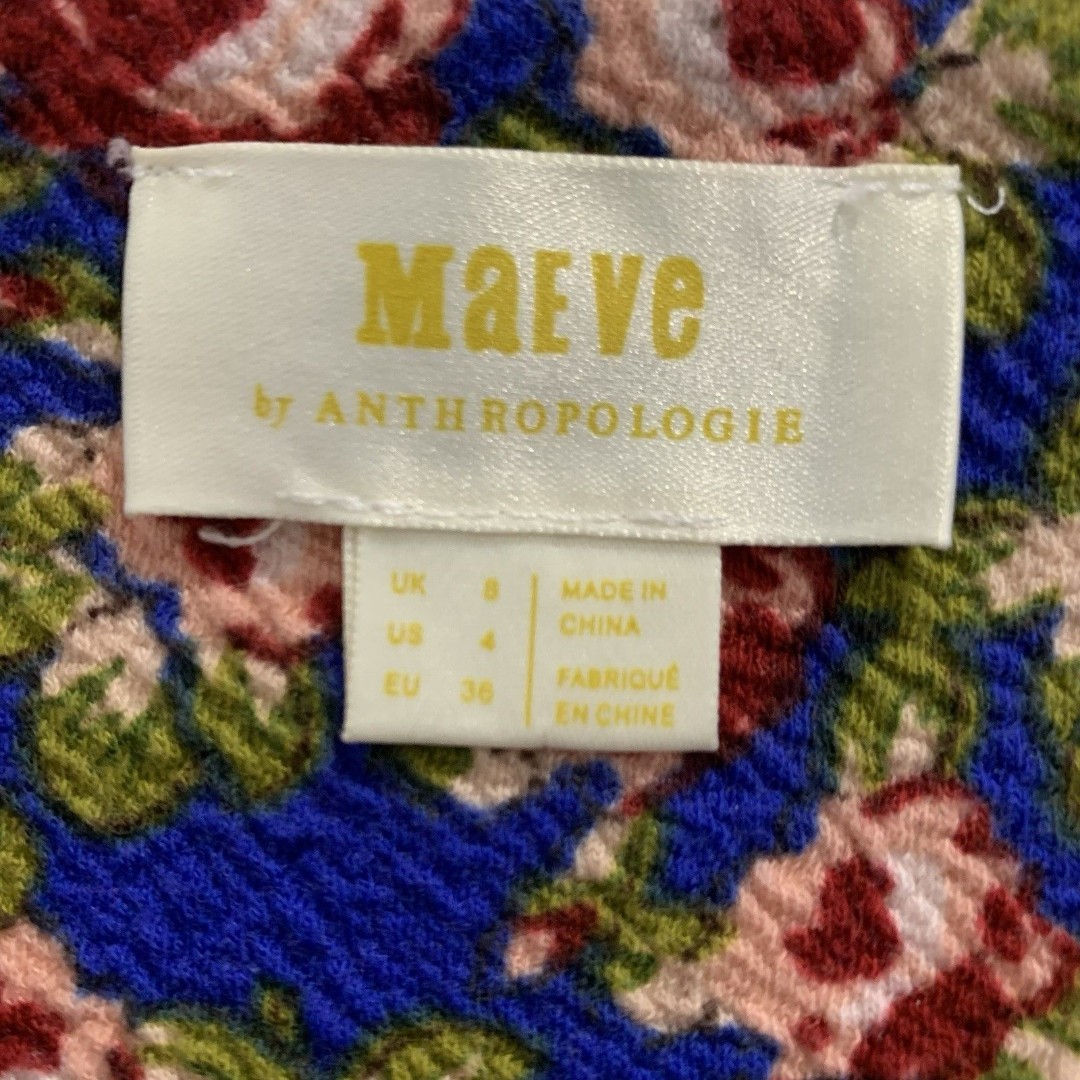 MaEVe
by ANTHROPOLOGIE
UK 8
US 4
EU 36
MADE IN
CHINA
FABRIQUÉ
EN CHINE